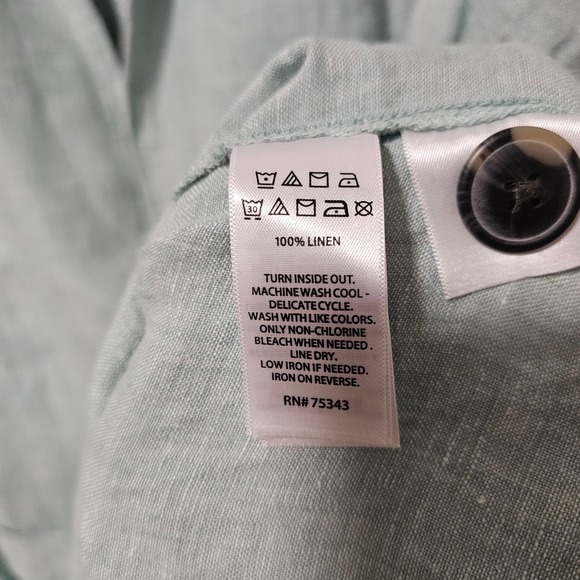 30
100% LINEN
TURN INSIDE OUT.
MACHINE WASH COOL -
DELICATE CYCLE.
WASH WITH LIKE COLORS.
ONLY NON-CHLORINE
BLEACH WHEN NEEDED.
LINE DRY.
LOW IRON IF NEEDED.
IRON ON REVERSE.
RN# 75343